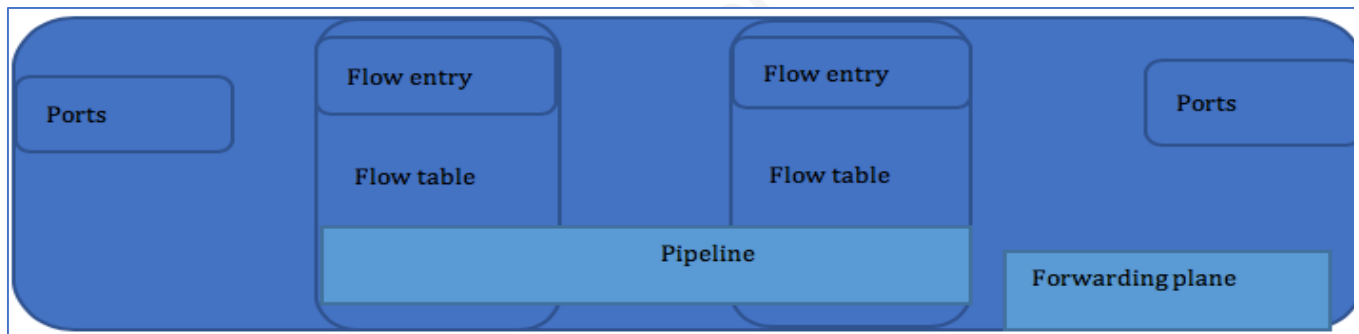 Ports
Flow entry
Flow table
Flow entry
Flow table
Ports
Pipeline
Forwarding plane